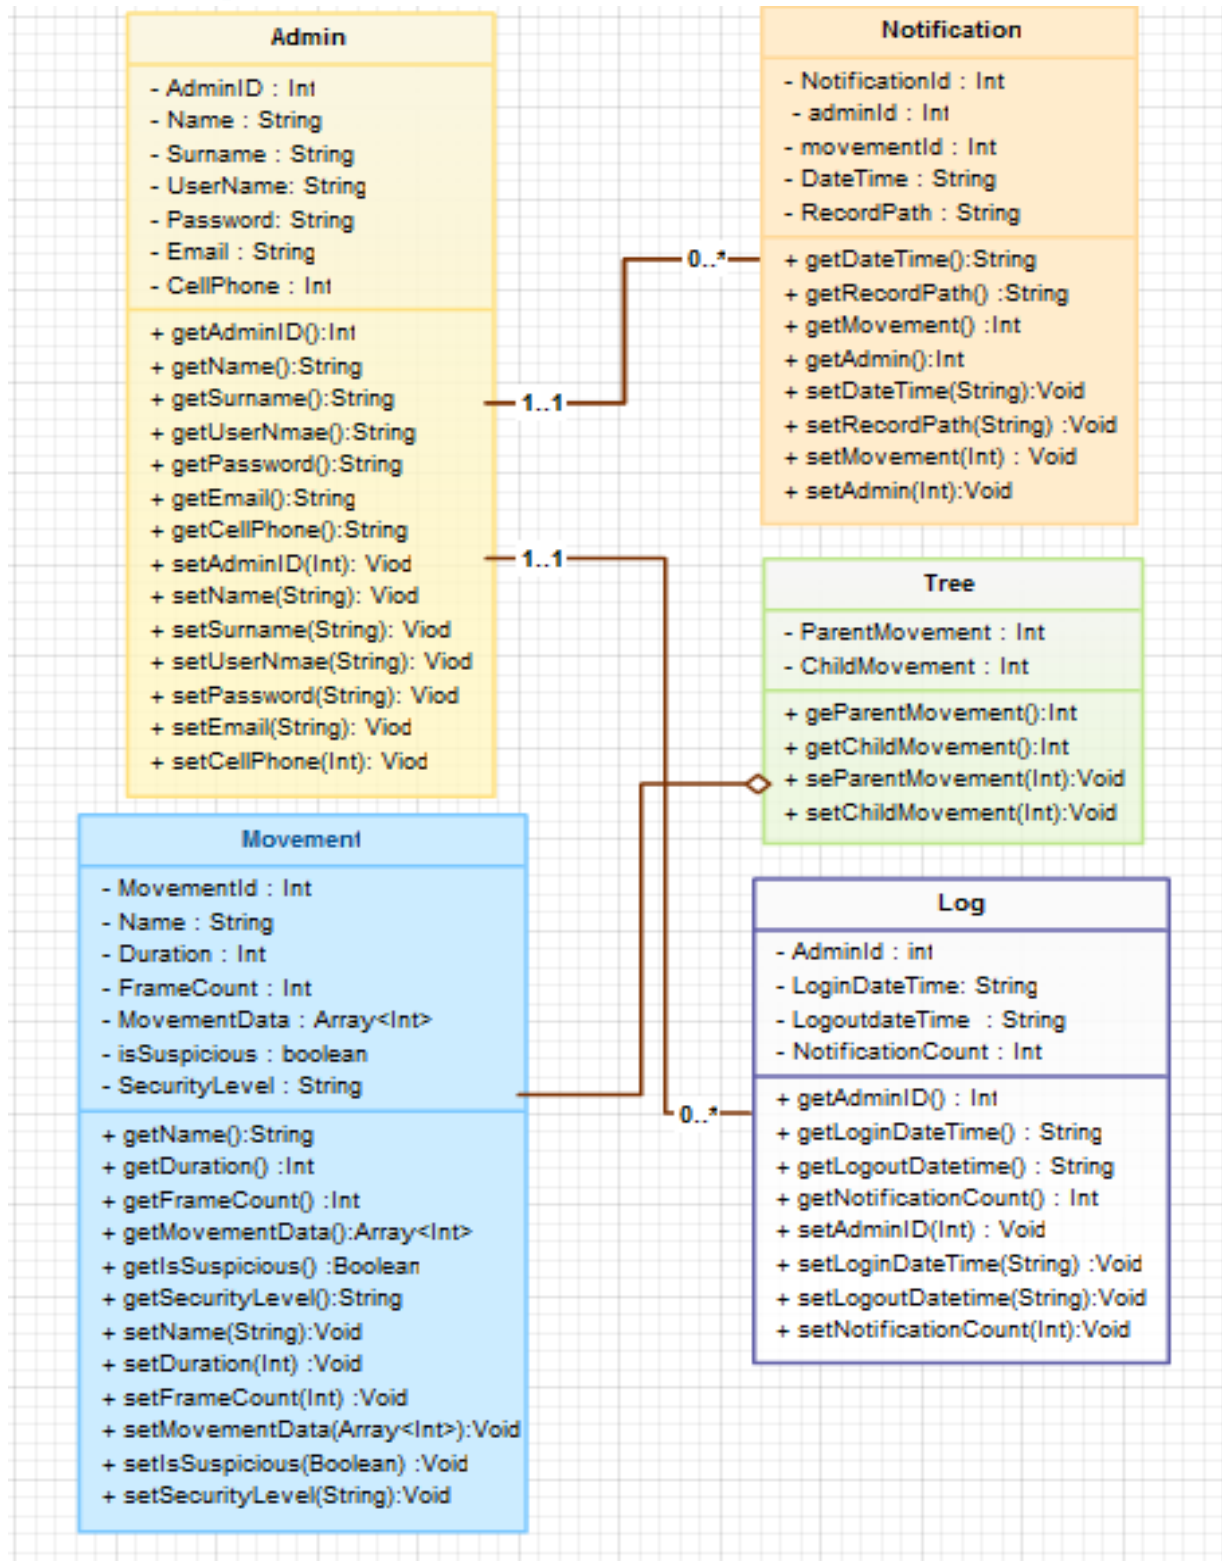 Admin
- AdminID : Int
- Name : String
- Surname : String
- UserName: String
- Password: String
- Email : String
- CellPhone : Int
+ getAdminID():Int
+ getName():String
+ getSurname():String
+ getUserNmae():String
+ getPassword():String
+ getEmail():String
+ getCellPhone():String
+ setAdminID(Int): Viod
+ setName(String): Viod
+ setSurname(String): Viod
+ setUserNmae(String): Viod
+ setPassword(String): Viod
+ setEmail(String): Viod
+ setCellPhone(Int): Viod
1..1
0..*
1..1
0..*
Notification
- NotificationId : Int
- adminId : Int
- movementId : Int
- DateTime : String
- RecordPath : String
+ getDateTime():String
+ getRecordPath() :String
+ getMovement() :Int
+ getAdmin():Int
+ setDateTime(String):Void
+ setRecordPath(String) :Void
+ setMovement(Int) : Void
+ setAdmin(Int):Void
Tree
- ParentMovement : Int
- ChildMovement : Int
+ geParentMovement():Int
+ getChildMovement():Int
+ seParentMovement(Int):Void
+ setChildMovement(Int):Void
Movement
- MovementId : Int
- Name : String
- Duration : Int
- FrameCount : Int
- MovementData : Array<Int>
- isSuspicious : boolean
- SecurityLevel : String
+ getName():String
+ getDuration() :Int
+ getFrameCount() :Int
+ getMovementData():Array<Int>
+ getIsSuspicious() :Boolean
+ getSecurityLevel():String
+ setName(String):Void
+ setDuration(Int) :Void
+ setFrameCount(Int) :Void
+ setMovementData(Array<Int>):Void
+ setIsSuspicious(Boolean) :Void
+ setSecurityLevel(String):Void
Log
- AdminId : int
- LoginDateTime: String
- LogoutdateTime : String
- NotificationCount : Int
+ getAdminID() : Int
+ getLoginDateTime() : String
+ getLogoutDatetime() : String
+ getNotificationCount() : Int
+ setAdminID(Int) : Void
+ setLoginDateTime(String) :Void
+ setLogoutDatetime(String):Void
+ setNotificationCount(Int):Void